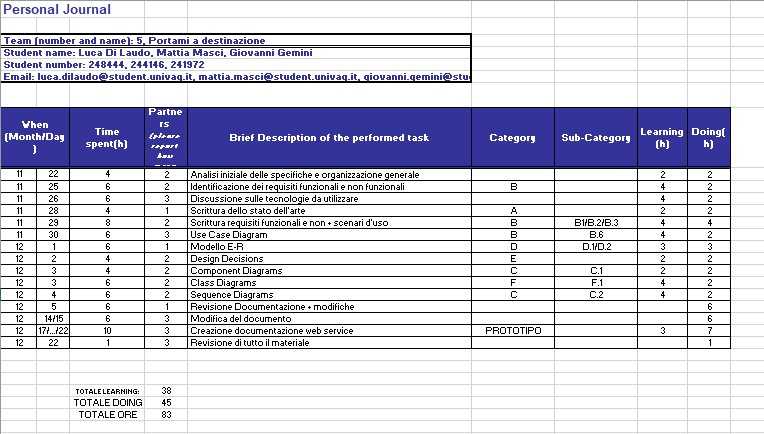 Personal Journal
Team (number and name): 5, Portami a destinazione
Student name: Luca Di Laudo, Mattia Masci, Giovanni Gemini
Student number: 248444, 244146, 241972
Email: luca.dilaudo@student.univaq.it, mattia.masci@student.univaq.it, giovanni.gemini@stu
When (Month/Day) Time spent(h) Partners (please report how Brief Description of the performed task Category Sub-Category Learning (h) Doing(h)
11 22 4 2 Analisi iniziale delle specifiche e organizzazione generale 2 2
11 25 6 2 Identificazione dei requisiti funzionali e non funzionali B 4 2
11 26 6 3 Discussione sulle tecnologie da utilizzare 4 2
11 28 4 1 Scrittura dello stato dell'arte A 2 2
11 29 8 2 Scrittura requisiti funzionali e non + scenari d'uso B B1/B.2/B.3 4 4
11 30 6 3 Use Case Diagram B B.6 4 2
12 1 6 1 Modello E-R D D.1/D.2 3 3
12 2 4 2 Design Decisions E 2 2
12 3 4 2 Component Diagrams C C.1 2 2
12 3 6 2 Class Diagrams F F.1 4 2
12 4 6 2 Sequence Diagrams C C.2 4 2
12 5 6 1 Revisione Documentazione + modifiche 6
12 14/15 6 3 Modifica del documento 6
12 17/.../22 10 3 Creazione documentazione web service PROTOTIPO 3 7
12 22 1 3 Revisione di tutto il materiale 1
TOTALE LEARNING: 38
TOTALE DOING 45
TOTALE ORE 83